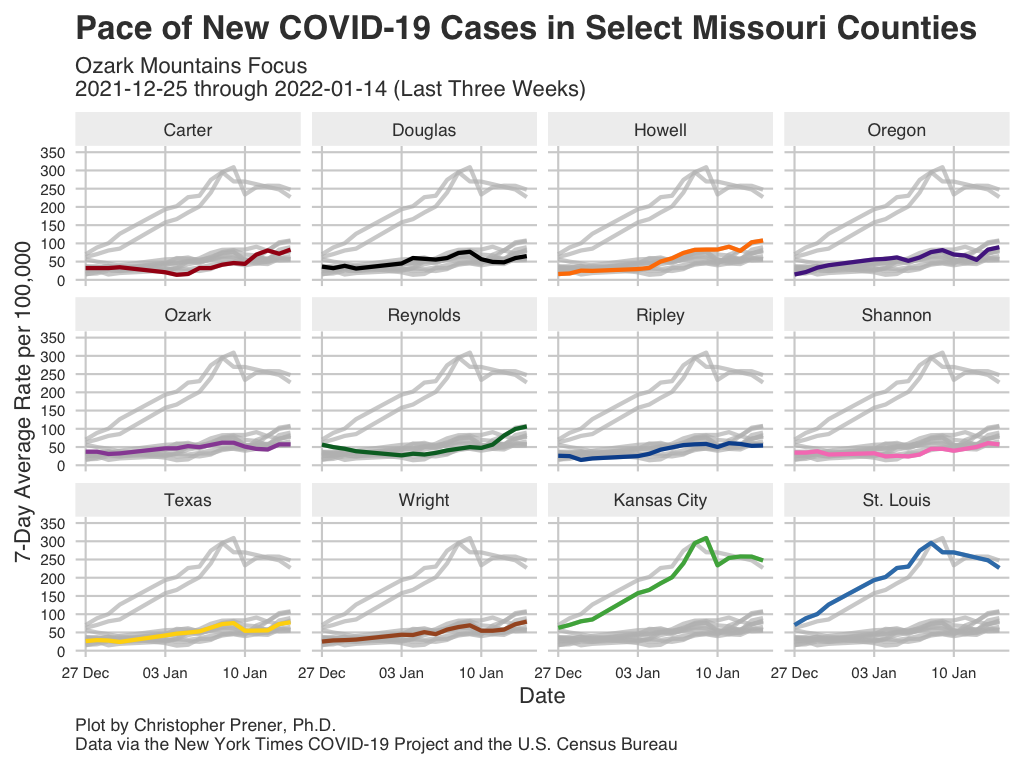 Pace of New COVID-19 Cases in Select Missouri Counties
Ozark Mountains Focus
2021-12-25 through 2022-01-14 (Last Three Weeks)
7-Day Average Rate per 100,000
Carter Douglas Howell Oregon
350
300
250
200
150
100
50
0
Ozark Reynolds Ripley Shannon
350
300
250
200
150
100
50
0
Texas Wright Kansas City St. Louis
350
300
250
200
150
100
50
0
27 Dec 03 Jan 10 Jan 27 Dec 03 Jan 10 Jan 27 Dec 03 Jan 10 Jan 27 Dec 03 Jan 10 Jan
Date
Plot by Christopher Prener, Ph.D.
Data via the New York Times COVID-19 Project and the U.S. Census Bureau